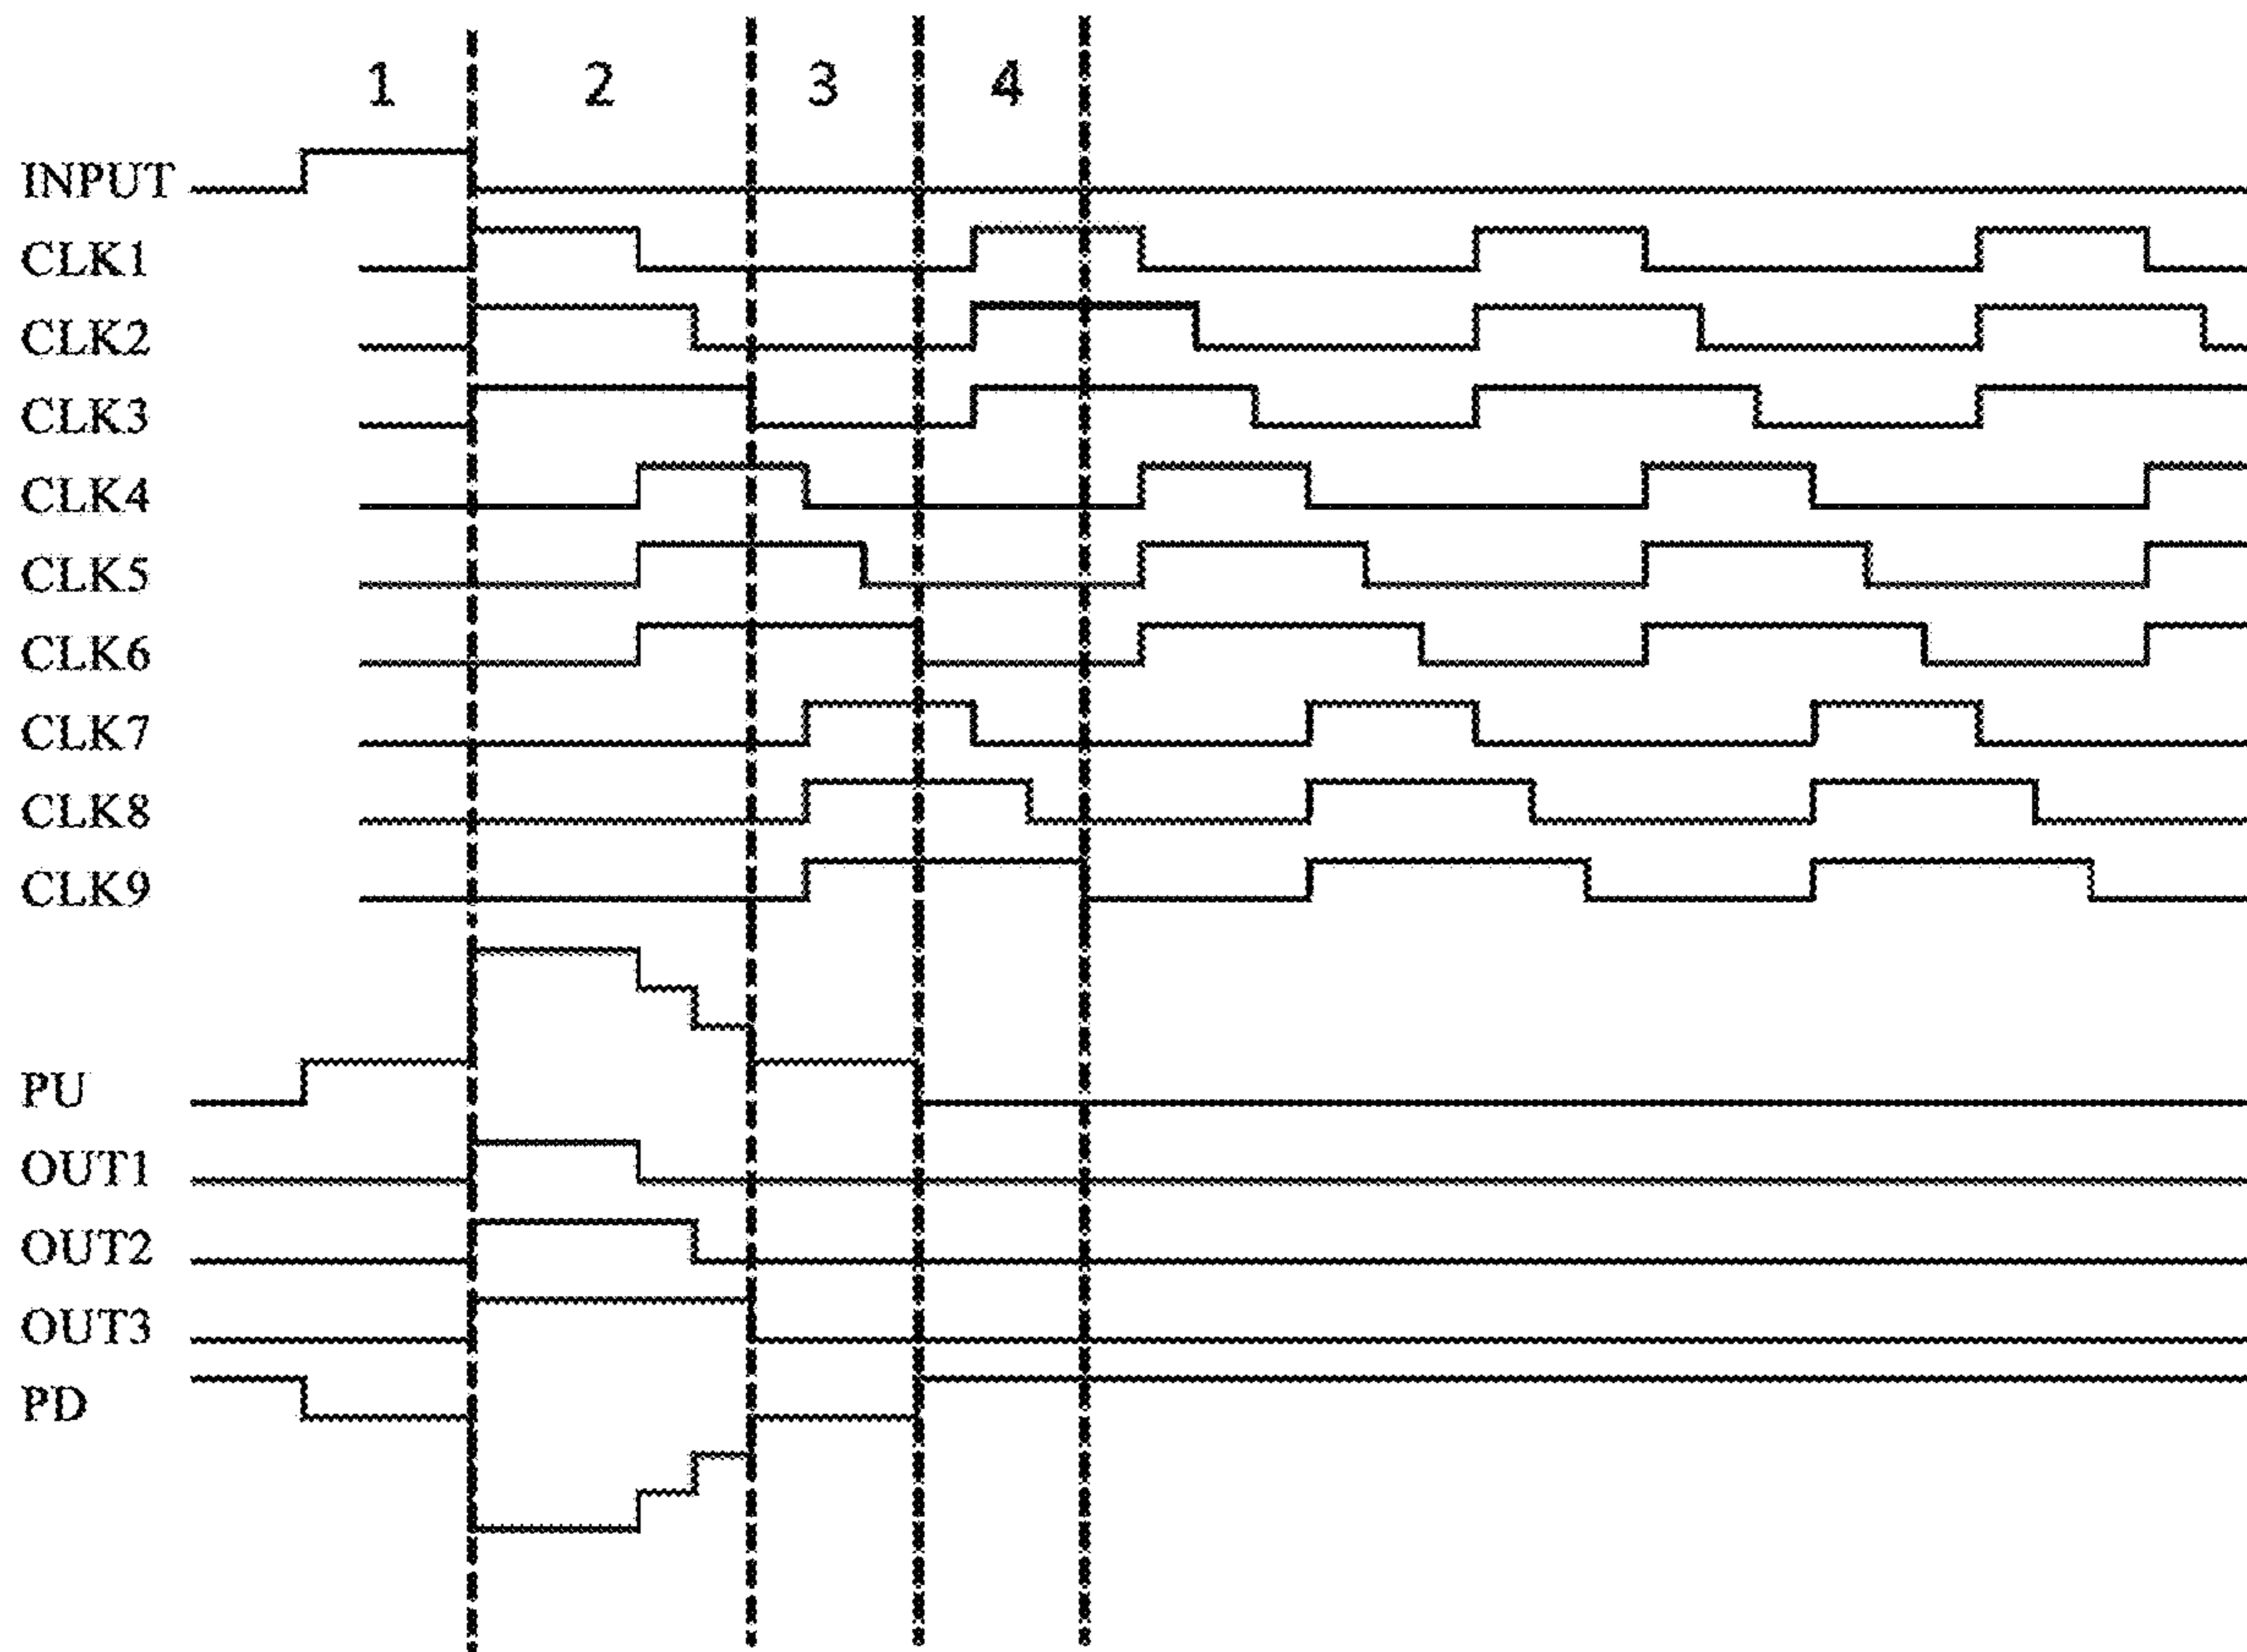 1 2 3 4
INPUT
CLK1
CLK2
CLK3
CLK4
CLK5
CLK6
CLK7
CLK8
CLK9
PU
OUT1
OUT2
OUT3
PD